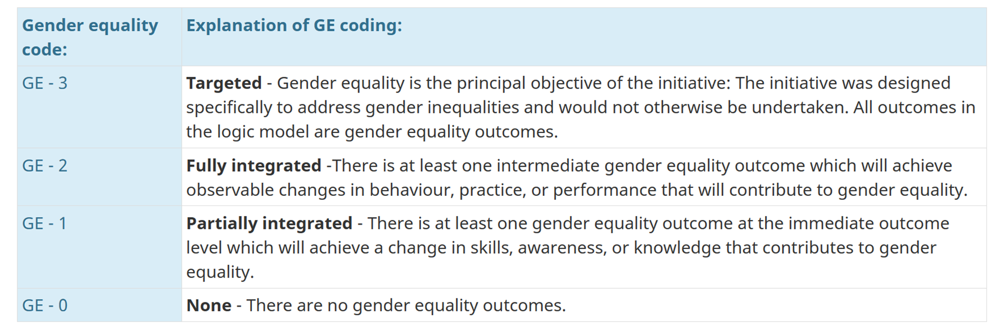 Gender equality
code:
Explanation of GE coding:
GE - 3
Targeted - Gender equality is the principal objective of the initiative: The initiative was designed
specifically to address gender inequalities and would not otherwise be undertaken. All outcomes in
the logic model are gender equality outcomes.
GE - 2
Fully integrated -There is at least one intermediate gender equality outcome which will achieve
observable changes in behaviour, practice, or performance that will contribute to gender equality.
GE - 1
Partially integrated - There is at least one gender equality outcome at the immediate outcome
level which will achieve a change in skills, awareness, or knowledge that contributes to gender
equality.
GE - 0
None - There are no gender equality outcomes.